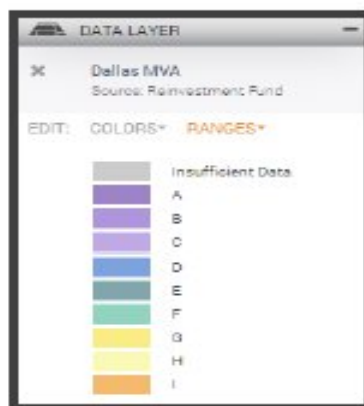 DATA LAYER
Dallas MVA
Source: Reinvestment Fund
EDIT: COLORS RANGES
Insufficient Data
A
B
C
D
E
F
G
H
I